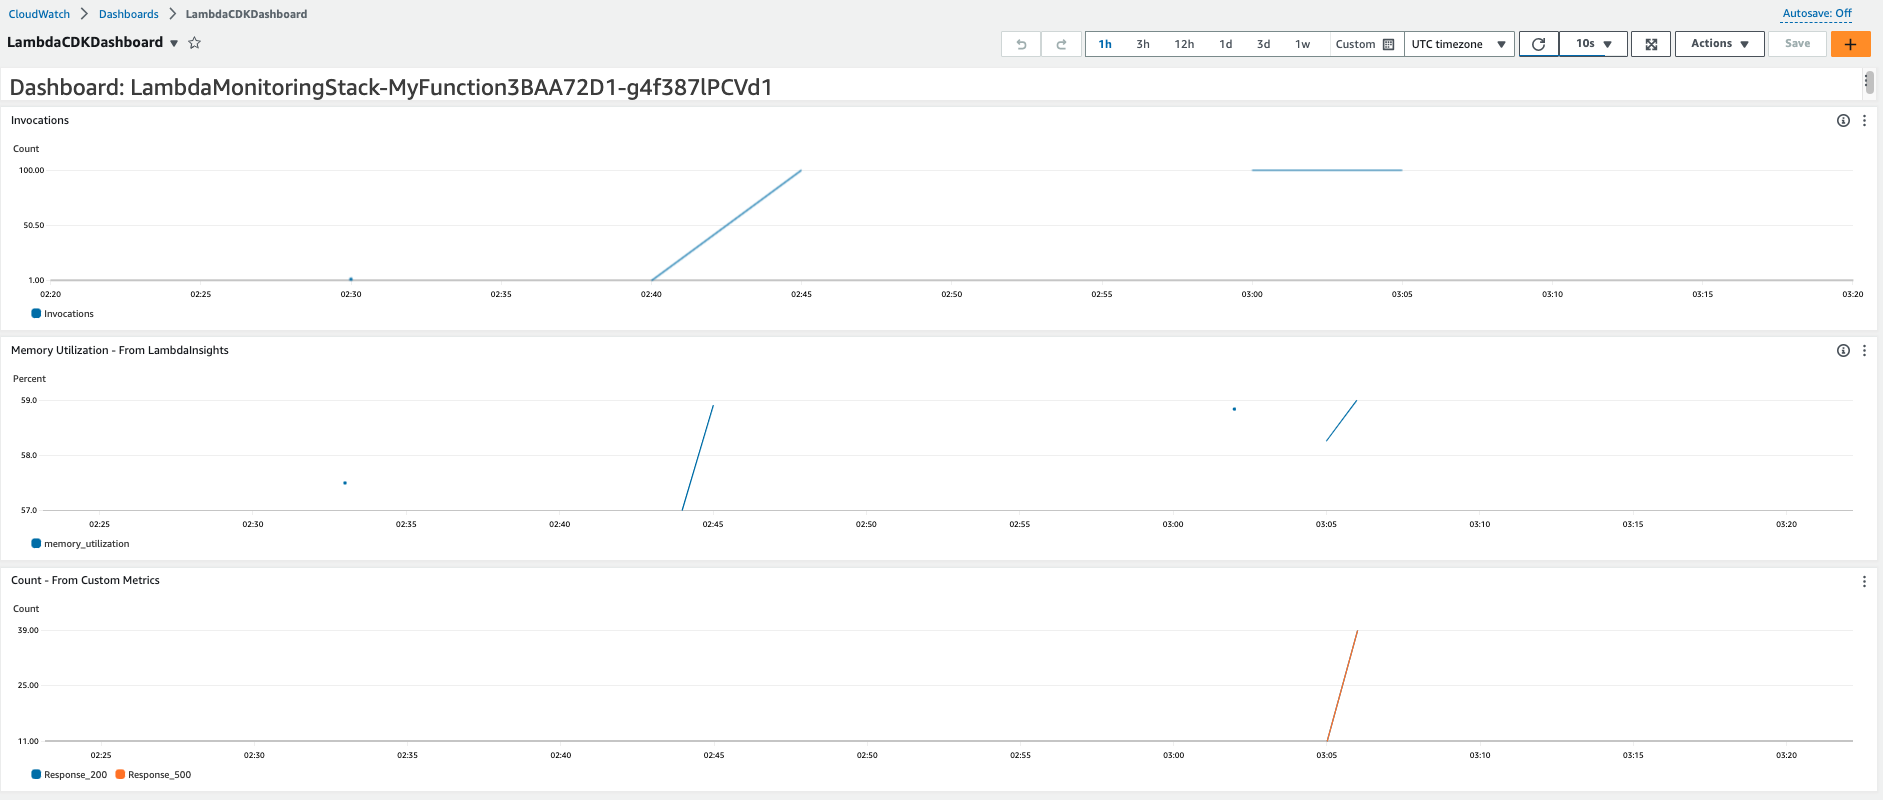 CloudWatch > Dashboards > LambdaCDKDashboard
Autosave: Off
LambdaCDKDashboard
1h 3h 12h 1d 3d 1w Custom UTC timezone 10s Actions Save
Dashboard: LambdaMonitoringStack-MyFunction3BAA72D1-g4f387lPCVd1
Invocations
Count
100.00
50.50
1.00
02:20 02:25 02:30 02:35 02:40 02:45 02:50 02:55 03:00 03:05 03:10 03:15 03:20
Invocations
Memory Utilization - From LambdaInsights
Percent
59.0
58.0
57.0
02:25 02:30 02:35 02:40 02:45 02:50 02:55 03:00 03:05 03:10 03:15 03:20
memory_utilization
Count - From Custom Metrics
Count
39.00
25.00
11.00
02:25 02:30 02:35 02:40 02:45 02:50 02:55 03:00 03:05 03:10 03:15 03:20
Response_200 Response_500